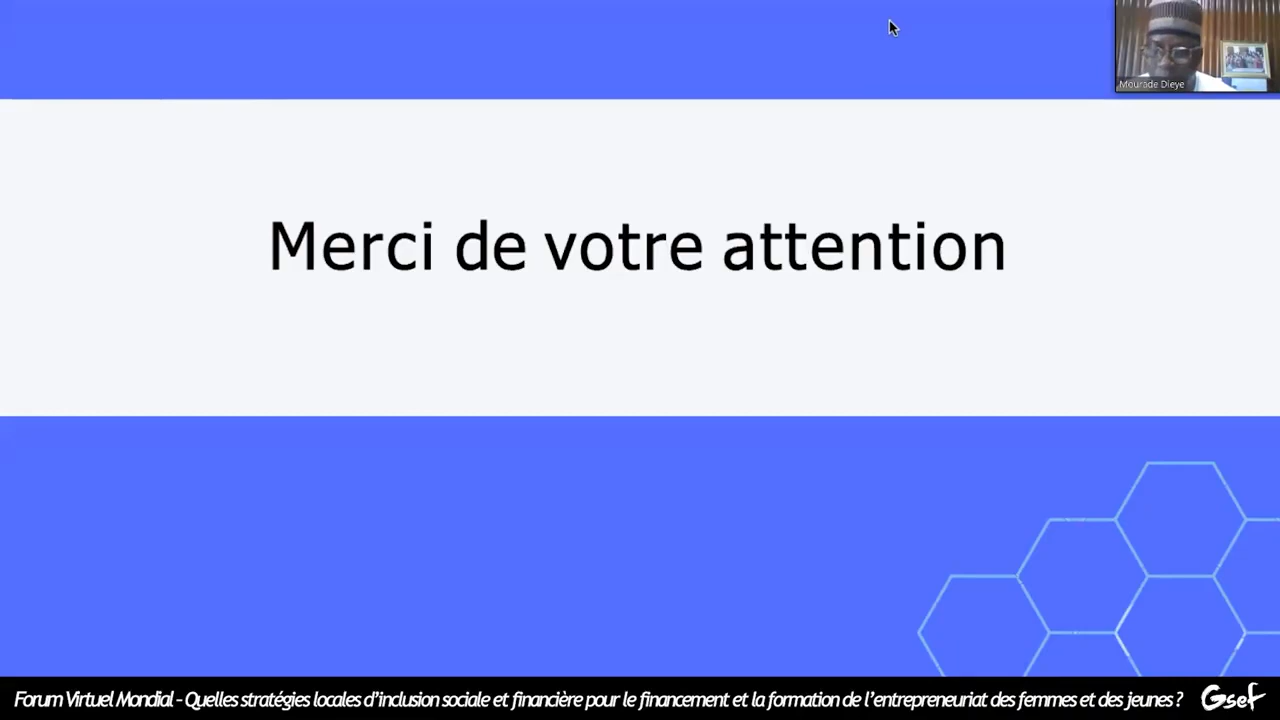 Mourade Dieye
Merci de votre attention
Forum Virtuel Mondial - Quelles stratégies locales d'inclusion sociale et financière pour le financement et la formation de l'entrepreneuriat des femmes et des jeunes ?
Gsef